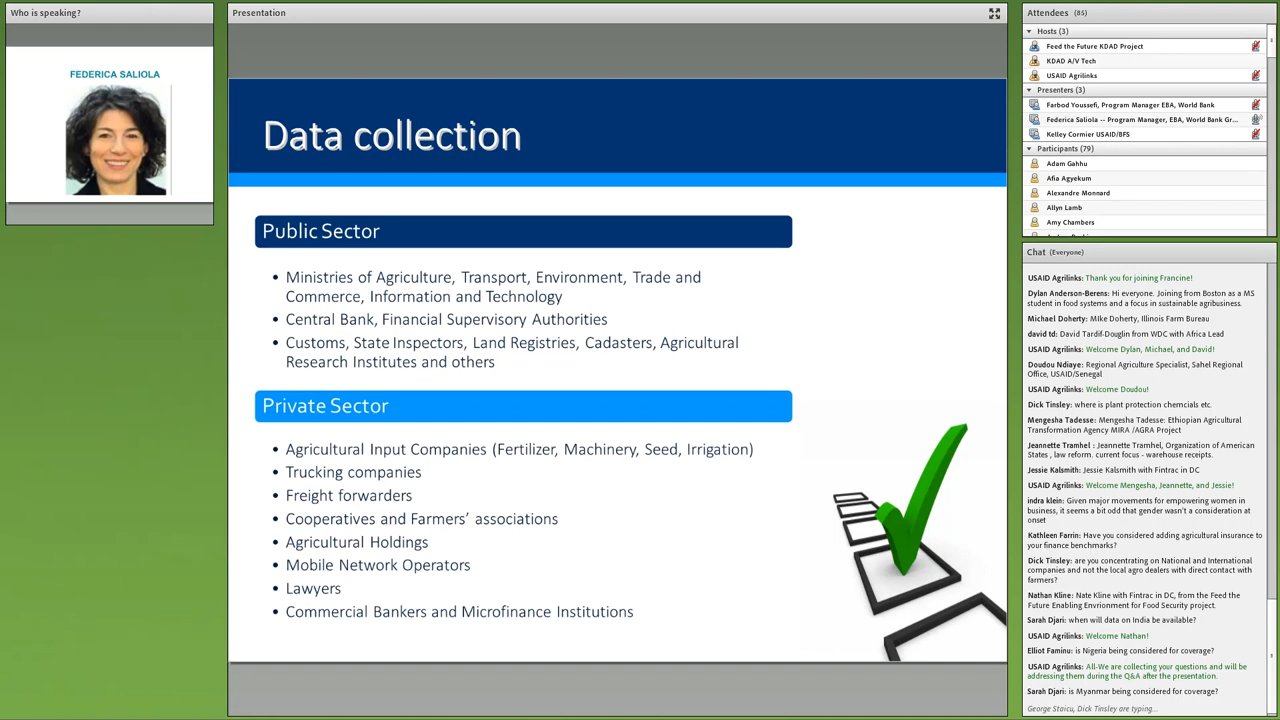 Who is speaking?
FEDERICA SALIOLA
Presentation
Data collection
Public Sector
• Ministries of Agriculture, Transport, Environment, Trade and
Commerce, Information and Technology
• Central Bank, Financial Supervisory Authorities
• Customs, State Inspectors, Land Registries, Cadasters, Agricultural
Research Institutes and others
Private Sector
• Agricultural Input Companies (Fertilizer, Machinery, Seed, Irrigation)
• Trucking companies
• Freight forwarders
• Cooperatives and Farmers’ associations
• Agricultural Holdings
• Mobile Network Operators
• Lawyers
• Commercial Bankers and Microfinance Institutions
Attendees (85)
Hosts (3)
Feed the Future KDAD Project
KDAD A/V Tech
USAID Agrilinks
Presenters (3)
Farbod Youssefi, Program Manager EBA, World Bank
Federica Saliola -- Program Manager, EBA, World Bank Gr...
Kelley Cormier USAID/BFS
Participants (79)
Adam Gahhu
Afia Agyekum
Alexandre Monnard
Allyn Lamb
Amy Chambers
Chat (Everyone)
USAID Agrilinks: Thank you for joining Francine!
Dylan Anderson-Berens: Hi everyone. Joining from Boston as a MS
student in food systems and a focus in sustainable agribusiness.
Michael Doherty: MIke Doherty, Illinois Farm Bureau
david td: David Tardif-Douglin from WDC with Africa Lead
USAID Agrilinks: Welcome Dylan, Michael, and David!
Doudou Ndiaye: Regional Agriculture Specialist, Sahel Regional
Office, USAID/Senegal
USAID Agrilinks: Welcome Doudou!
Dick Tinsley: where is plant protection chemcials etc.
Mengesha Tadesse: Mengesha Tadesse: Ethiopian Agricultural
Transformation Agency MIRA /AGRA Project
Jeannette Tramhel : Jeannette Tramhel, Organization of American
States , law reform. current focus - warehouse receipts.
Jessie Kalsmith: Jessie Kalsmith with Fintrac in DC
USAID Agrilinks: Welcome Mengesha, Jeannette, and Jessie!
indra klein: Given major movements for empowering women in
business, it seems a bit odd that gender wasn't a consideration at
onset
Kathleen Farrin: Have you considered adding agricultural insurance to
your finance benchmarks?
Dick Tinsley: are you concentrating on National and International
companies and not the local agro dealers with direct contact with
farmers?
Nathan Kline: Nate Kline with Fintrac in DC, from the Feed the
Future Enabling Envrionment for Food Security project.
Sarah Djari: when will data on India be available?
USAID Agrilinks: Welcome Nathan!
Elliot Faminu: is Nigeria being considered for coverage?
USAID Agrilinks: All-We are collecting your questions and will be
addressing them during the Q&A after the presentation.
Sarah Djari: is Myanmar being considered for coverage?
George Staicu, Dick Tinsley are typing...